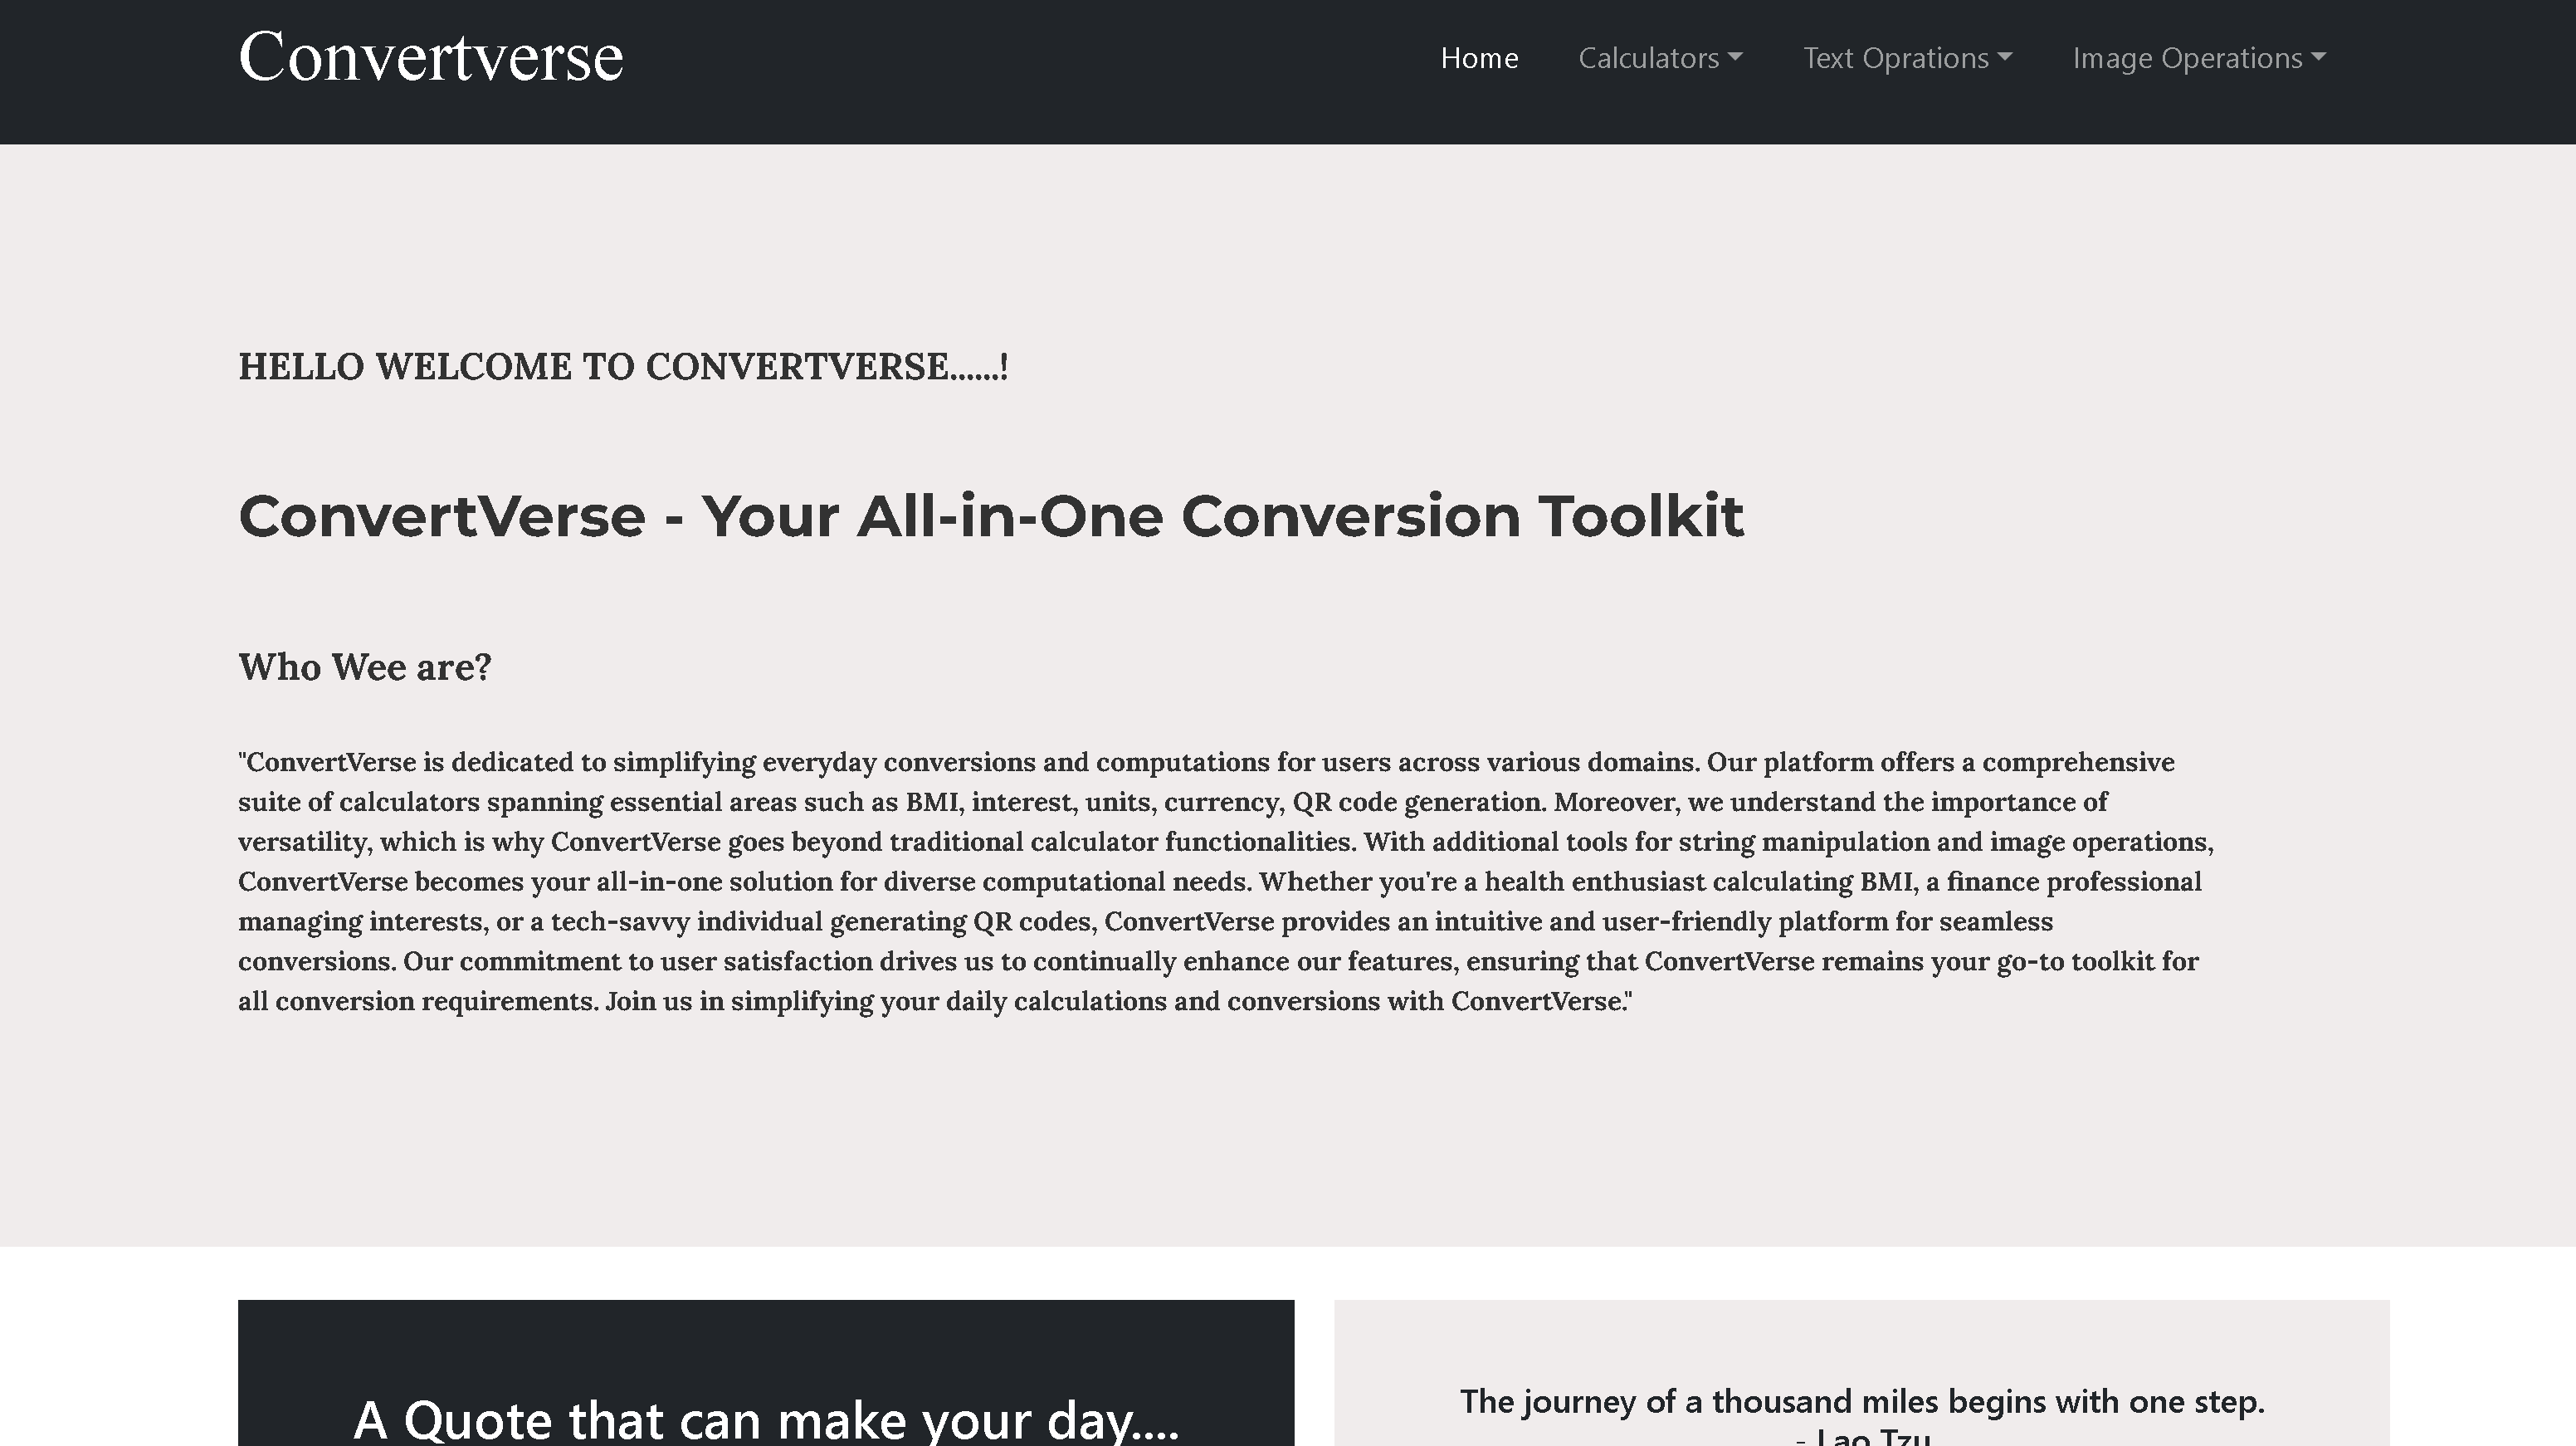 Convertverse
Home Calculators Text Oprations Image Operations
HELLO WELCOME TO CONVERTVERSE......!
ConvertVerse - Your All-in-One Conversion Toolkit
Who Wee are?
"ConvertVerse is dedicated to simplifying everyday conversions and computations for users across various domains. Our platform offers a comprehensive
suite of calculators spanning essential areas such as BMI, interest, units, currency, QR code generation. Moreover, we understand the importance of
versatility, which is why ConvertVerse goes beyond traditional calculator functionalities. With additional tools for string manipulation and image operations,
ConvertVerse becomes your all-in-one solution for diverse computational needs. Whether you're a health enthusiast calculating BMI, a finance professional
managing interests, or a tech-savvy individual generating QR codes, ConvertVerse provides an intuitive and user-friendly platform for seamless
conversions. Our commitment to user satisfaction drives us to continually enhance our features, ensuring that ConvertVerse remains your go-to toolkit for
all conversion requirements. Join us in simplifying your daily calculations and conversions with ConvertVerse."
A Quote that can make your day....
The journey of a thousand miles begins with one step.
- Lao Tzu